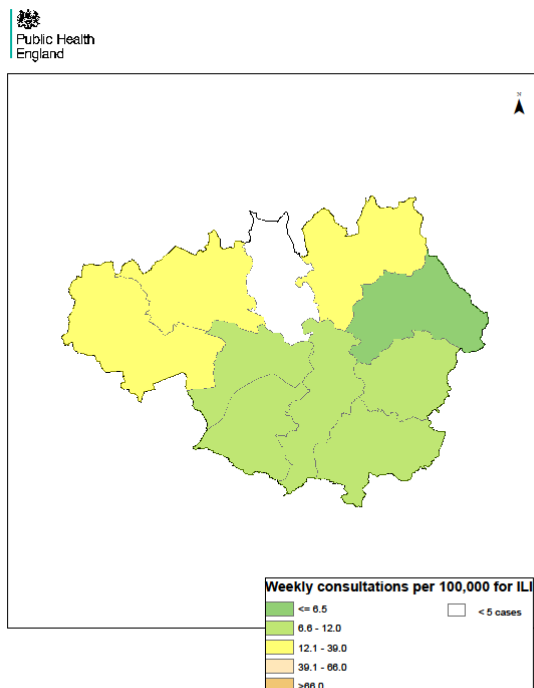 Public Health
England
N
Weekly consultations per 100,000 for ILI
<= 6.5
< 5 cases
6.6 - 12.0
12.1 - 39.0
39.1 - 66.0
>66.0